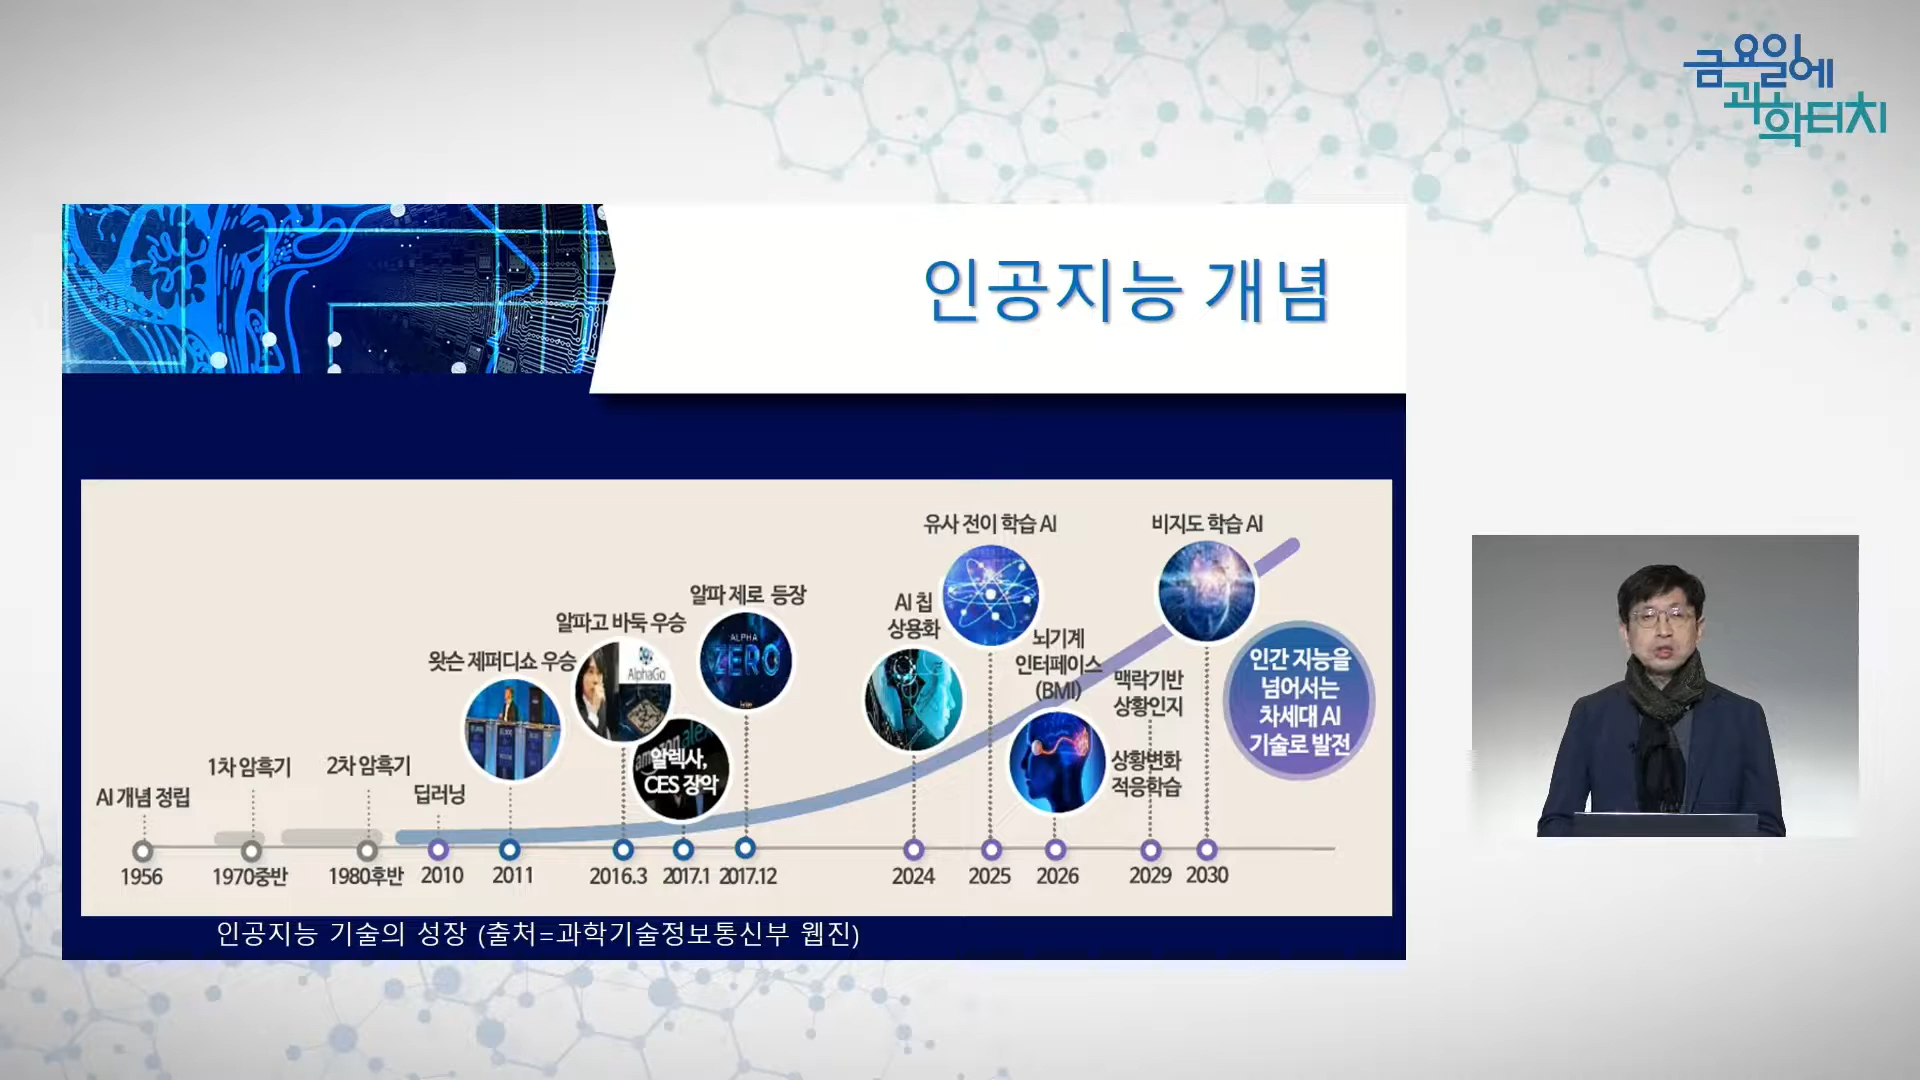 금요일에
과학터치
인공지능 개념
유사 전이 학습 AI
비지도 학습 AI
알파 제로 등장
AI 칩
상용화
알파고 바둑 우승
뇌기계
인터페이스
(BMI)
왓슨 제퍼디쇼 우승
ALPHA
ZERO
AlphaGo
맥락기반
상황인지
인간 지능을
넘어서는
차세대 AI
기술로 발전
amazon alexa
알렉사,
CES 장악
1차 암흑기
2차 암흑기
상황변화
적응학습
AI 개념 정립
딥러닝
1956
1970중반
1980후반
2010
2011
2016.3
2017.1
2017.12
2024
2025
2026
2029
2030
인공지능 기술의 성장 (출처=과학기술정보통신부 웹진)